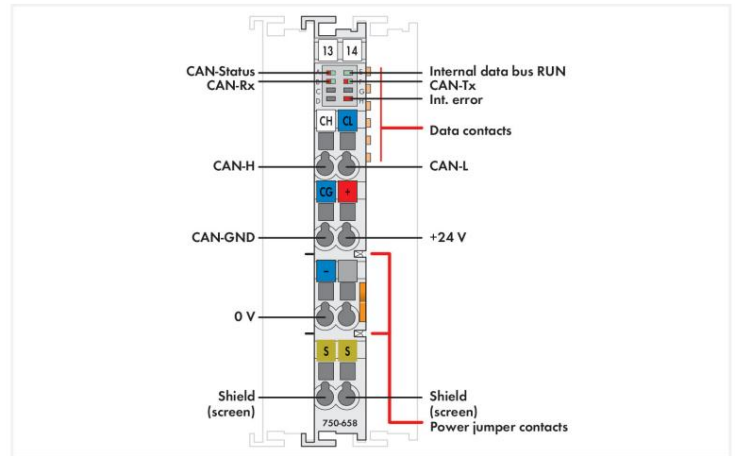 13 14
CAN-Status
A
E
Internal data bus RUN
CAN-Rx
B
F
CAN-Tx
C
G
D
H
Int. error
CH CL
Data contacts
CAN-H
CAN-L
CG +
CAN-GND
+24 V
–
0 V
S S
Shield
(screen)
Shield
(screen)
750-658
Power jumper contacts